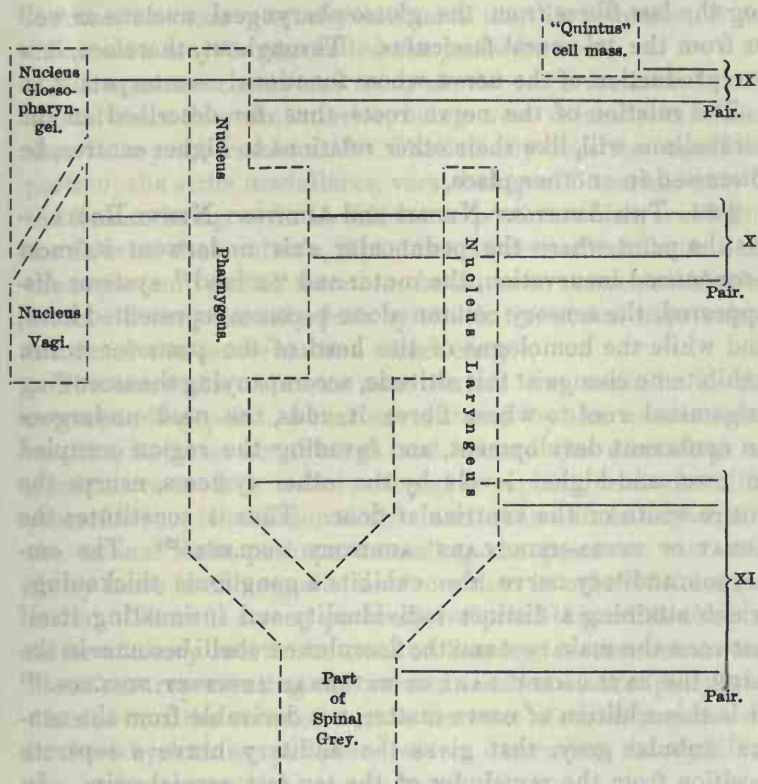 "Quintus"
cell mass.
Nucleus
Glosso-
pharyn-
gei.
IX
Pair.
Nucleus Pharyngeus.
X
Pair.
Nucleus Laryngeus
Nucleus
Vagi.
XI
Pair.
Part
of
Spinal
Grey.